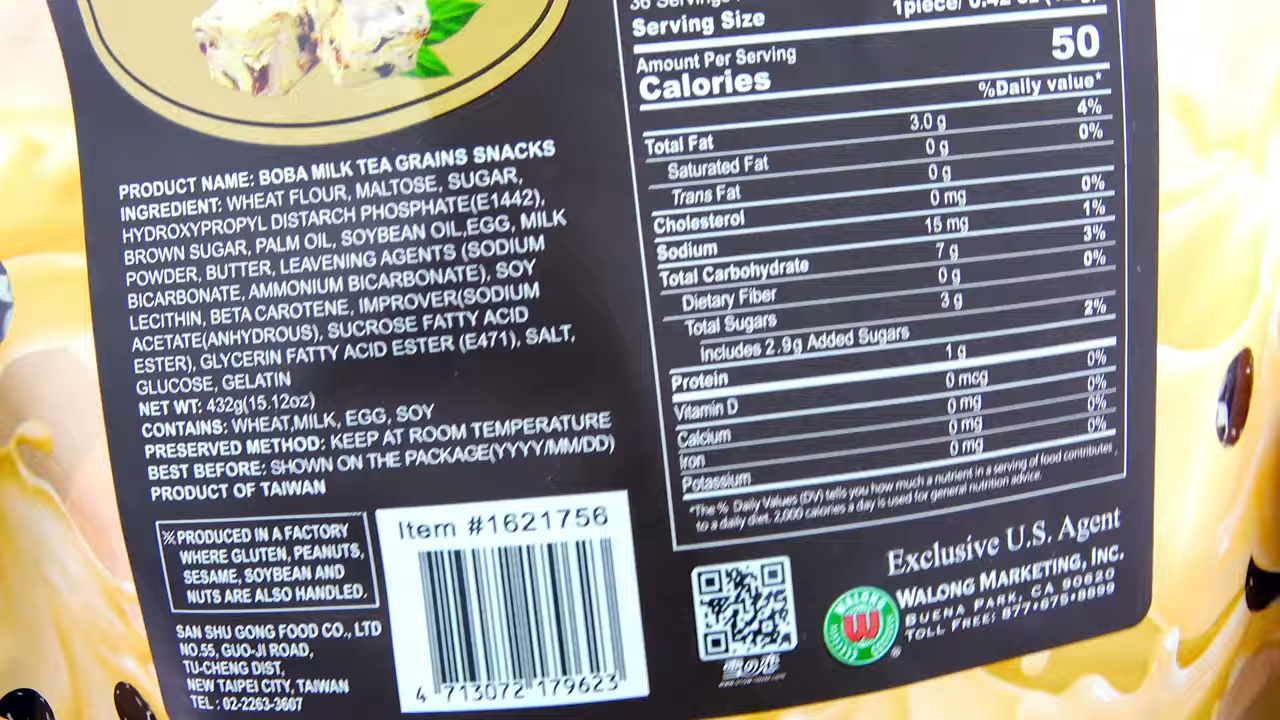 PRODUCT NAME: BOBA MILK TEA GRAINS SNACKS
INGREDIENT: WHEAT FLOUR, MALTOSE, SUGAR,
HYDROXYPROPYL DISTARCH PHOSPHATE(E1442),
BROWN SUGAR, PALM OIL, SOYBEAN OIL,EGG, MILK
POWDER, BUTTER, LEAVENING AGENTS (SODIUM
BICARBONATE, AMMONIUM BICARBONATE), SOY
LECITHIN, BETA CAROTENE, IMPROVER(SODIUM
ACETATE(ANHYDROUS), SUCROSE FATTY ACID
ESTER), GLYCERIN FATTY ACID ESTER (E471), SALT,
GLUCOSE, GELATIN
NET WT: 432g(15.12oz)
CONTAINS: WHEAT,MILK, EGG, SOY
PRESERVED METHOD: KEEP AT ROOM TEMPERATURE
BEST BEFORE: SHOWN ON THE PACKAGE(YYYY/MM/DD)
PRODUCT OF TAIWAN
※PRODUCED IN A FACTORY
WHERE GLUTEN, PEANUTS,
SESAME, SOYBEAN AND
NUTS ARE ALSO HANDLED.
SAN SHU GONG FOOD CO., LTD
NO.55, GUO-JI ROAD,
TU-CHENG DIST,
NEW TAIPEI CITY, TAIWAN
TEL : 02-2263-3607
Item #1621756
4 713072 179623
Serving Size 1piece/
Amount Per Serving
Calories 50
%Daily value*
Total Fat 3.0 g 4%
Saturated Fat 0 g 0%
Trans Fat 0 g
Cholesterol 0 mg 0%
Sodium 15 mg 1%
Total Carbohydrate 7 g 3%
Dietary Fiber 0 g 0%
Total Sugars 3 g
Includes 2.9g Added Sugars 2%
Protein 1 g
Vitamin D 0 mcg 0%
Calcium 0 mg 0%
Iron 0 mg 0%
Potassium 0 mg 0%
*The % Daily Values (DV) tells you how much a nutrient in a serving of food contributes
to a daily diet. 2,000 calories a day is used for general nutrition advice.
Exclusive U.S. Agent
WALONG MARKETING, INC.
BUENA PARK, CA 90620
TOLL FREE: 877•675•8899
WALONG
W
®